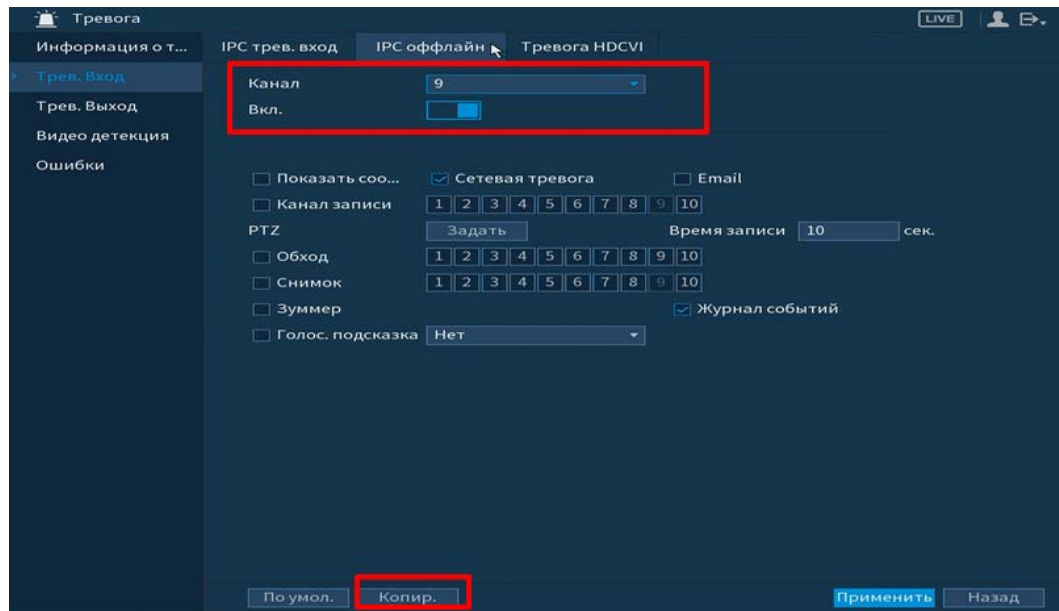 Тревога LIVE
Информация о т... IPC трев. вход IPC оффлайн Тревога HDCVI
Трев. Вход Канал 9
Трев. Выход Вкл.
Видео детекция
Ошибки
Показать соо... Сетевая тревога Email
Канал записи 1 2 3 4 5 6 7 8 9 10
PTZ Задать Время записи 10 сек.
Обход 1 2 3 4 5 6 7 8 9 10
Снимок 1 2 3 4 5 6 7 8 9 10
Зуммер Журнал событий
Голос. подсказка Нет
По умол. Копир. Применить Назад